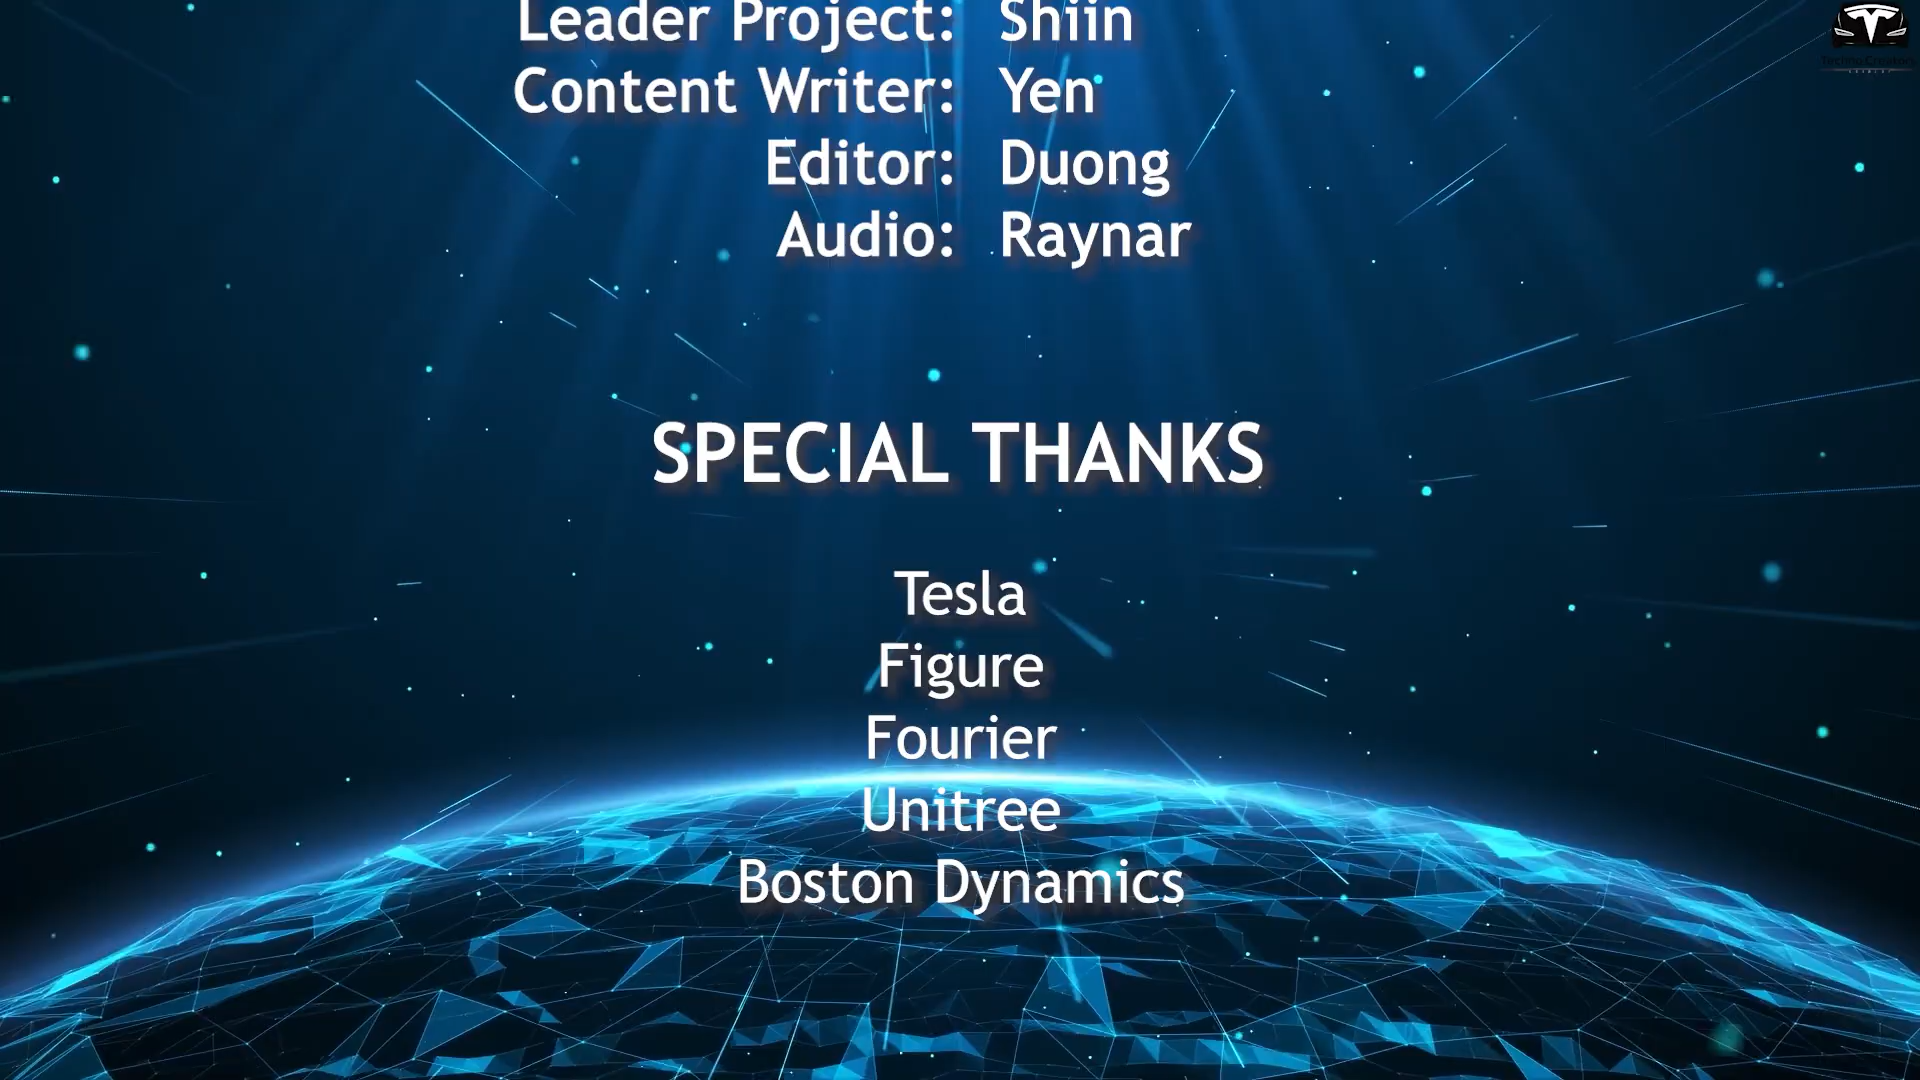 Leader Project: Shiin
Content Writer: Yen
Editor: Duong
Audio: Raynar
SPECIAL THANKS
Tesla
Figure
Fourier
Unitree
Boston Dynamics